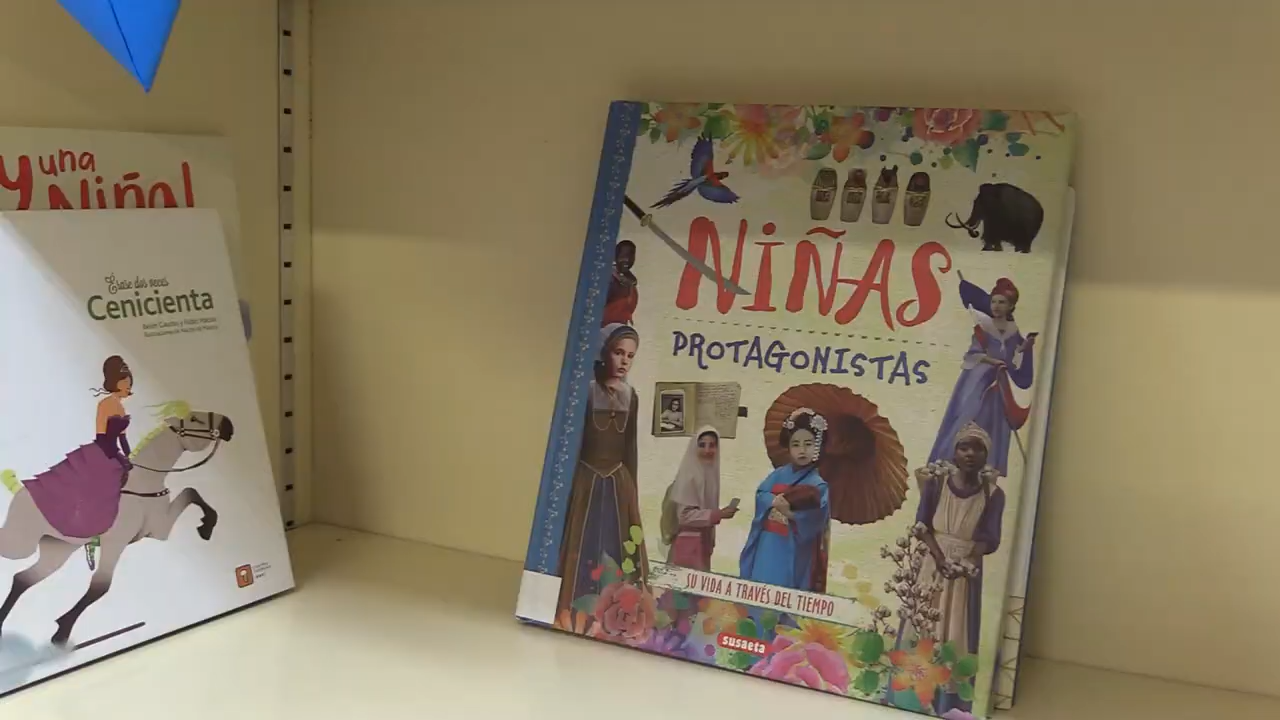 y una
Niña!
Érase dos veces
Cenicienta
NIÑAS
PROTAGONISTAS
SU VIDA A TRAVÉS DEL TIEMPO
susaeta